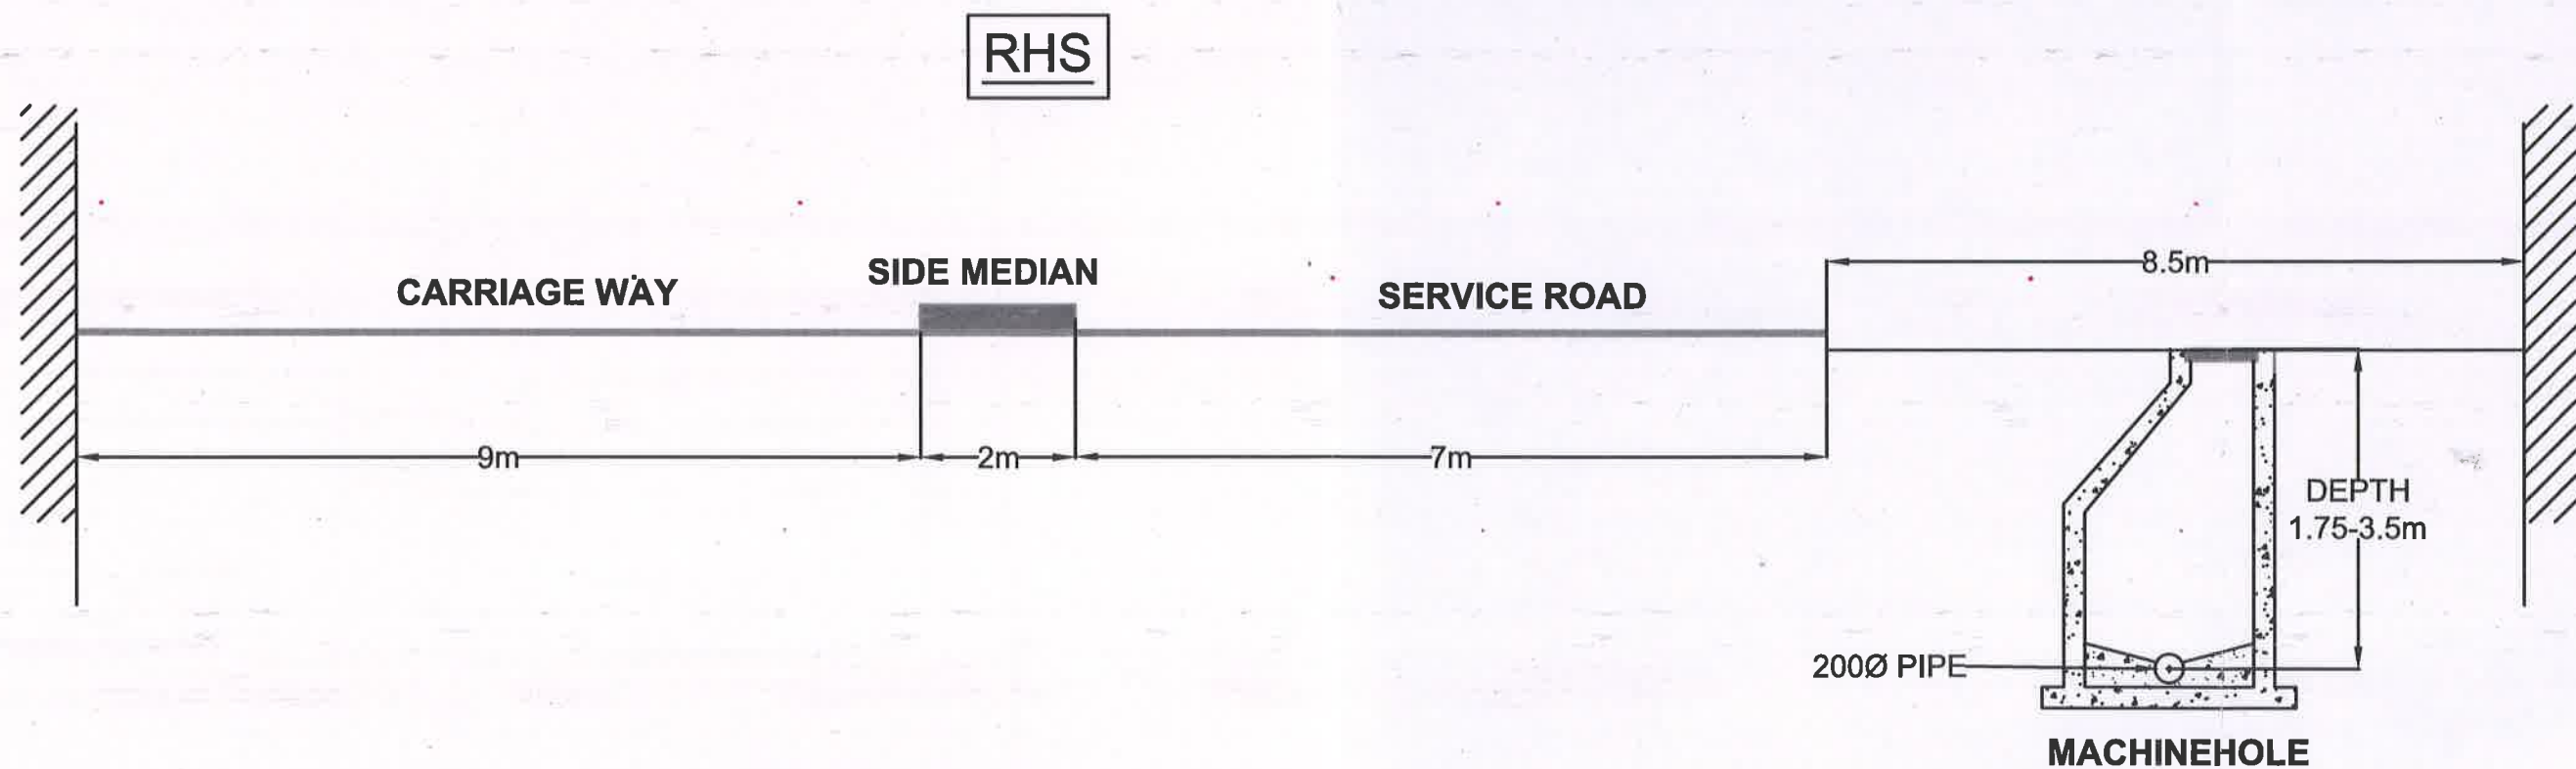 RHS
CARRIAGE WAY
SIDE MEDIAN
SERVICE ROAD
8.5m
9m
2m
7m
DEPTH
1.75-3.5m
200Ø PIPE
MACHINEHOLE